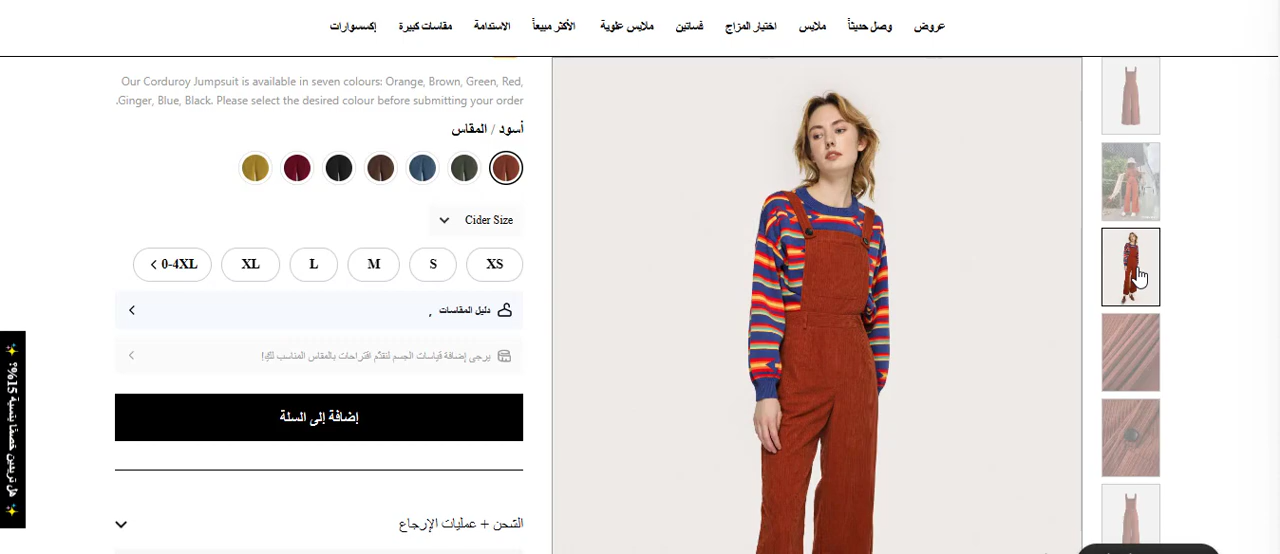 عروض
وصل حديثاً
ملابس
اختيار المزاج
فساتين
ملابس علوية
الأكثر مبيعاً
الاستدامة
مقاسات كبيرة
إكسسوارات
Our Corduroy Jumpsuit is available in seven colours: Orange, Brown, Green, Red,
Ginger, Blue, Black. Please select the desired colour before submitting your order.
أسود / المقاس
Cider Size
XS
S
M
L
XL
0-4XL
دليل المقاسات ,
يرجى إضافة قياسات الجسم لنقدّم اقتراحات بالمقاس المناسب لكِ!
إضافة إلى السلة
الشحن + عمليات الإرجاع
هل تريدين خصمًا بنسبة 15%؟